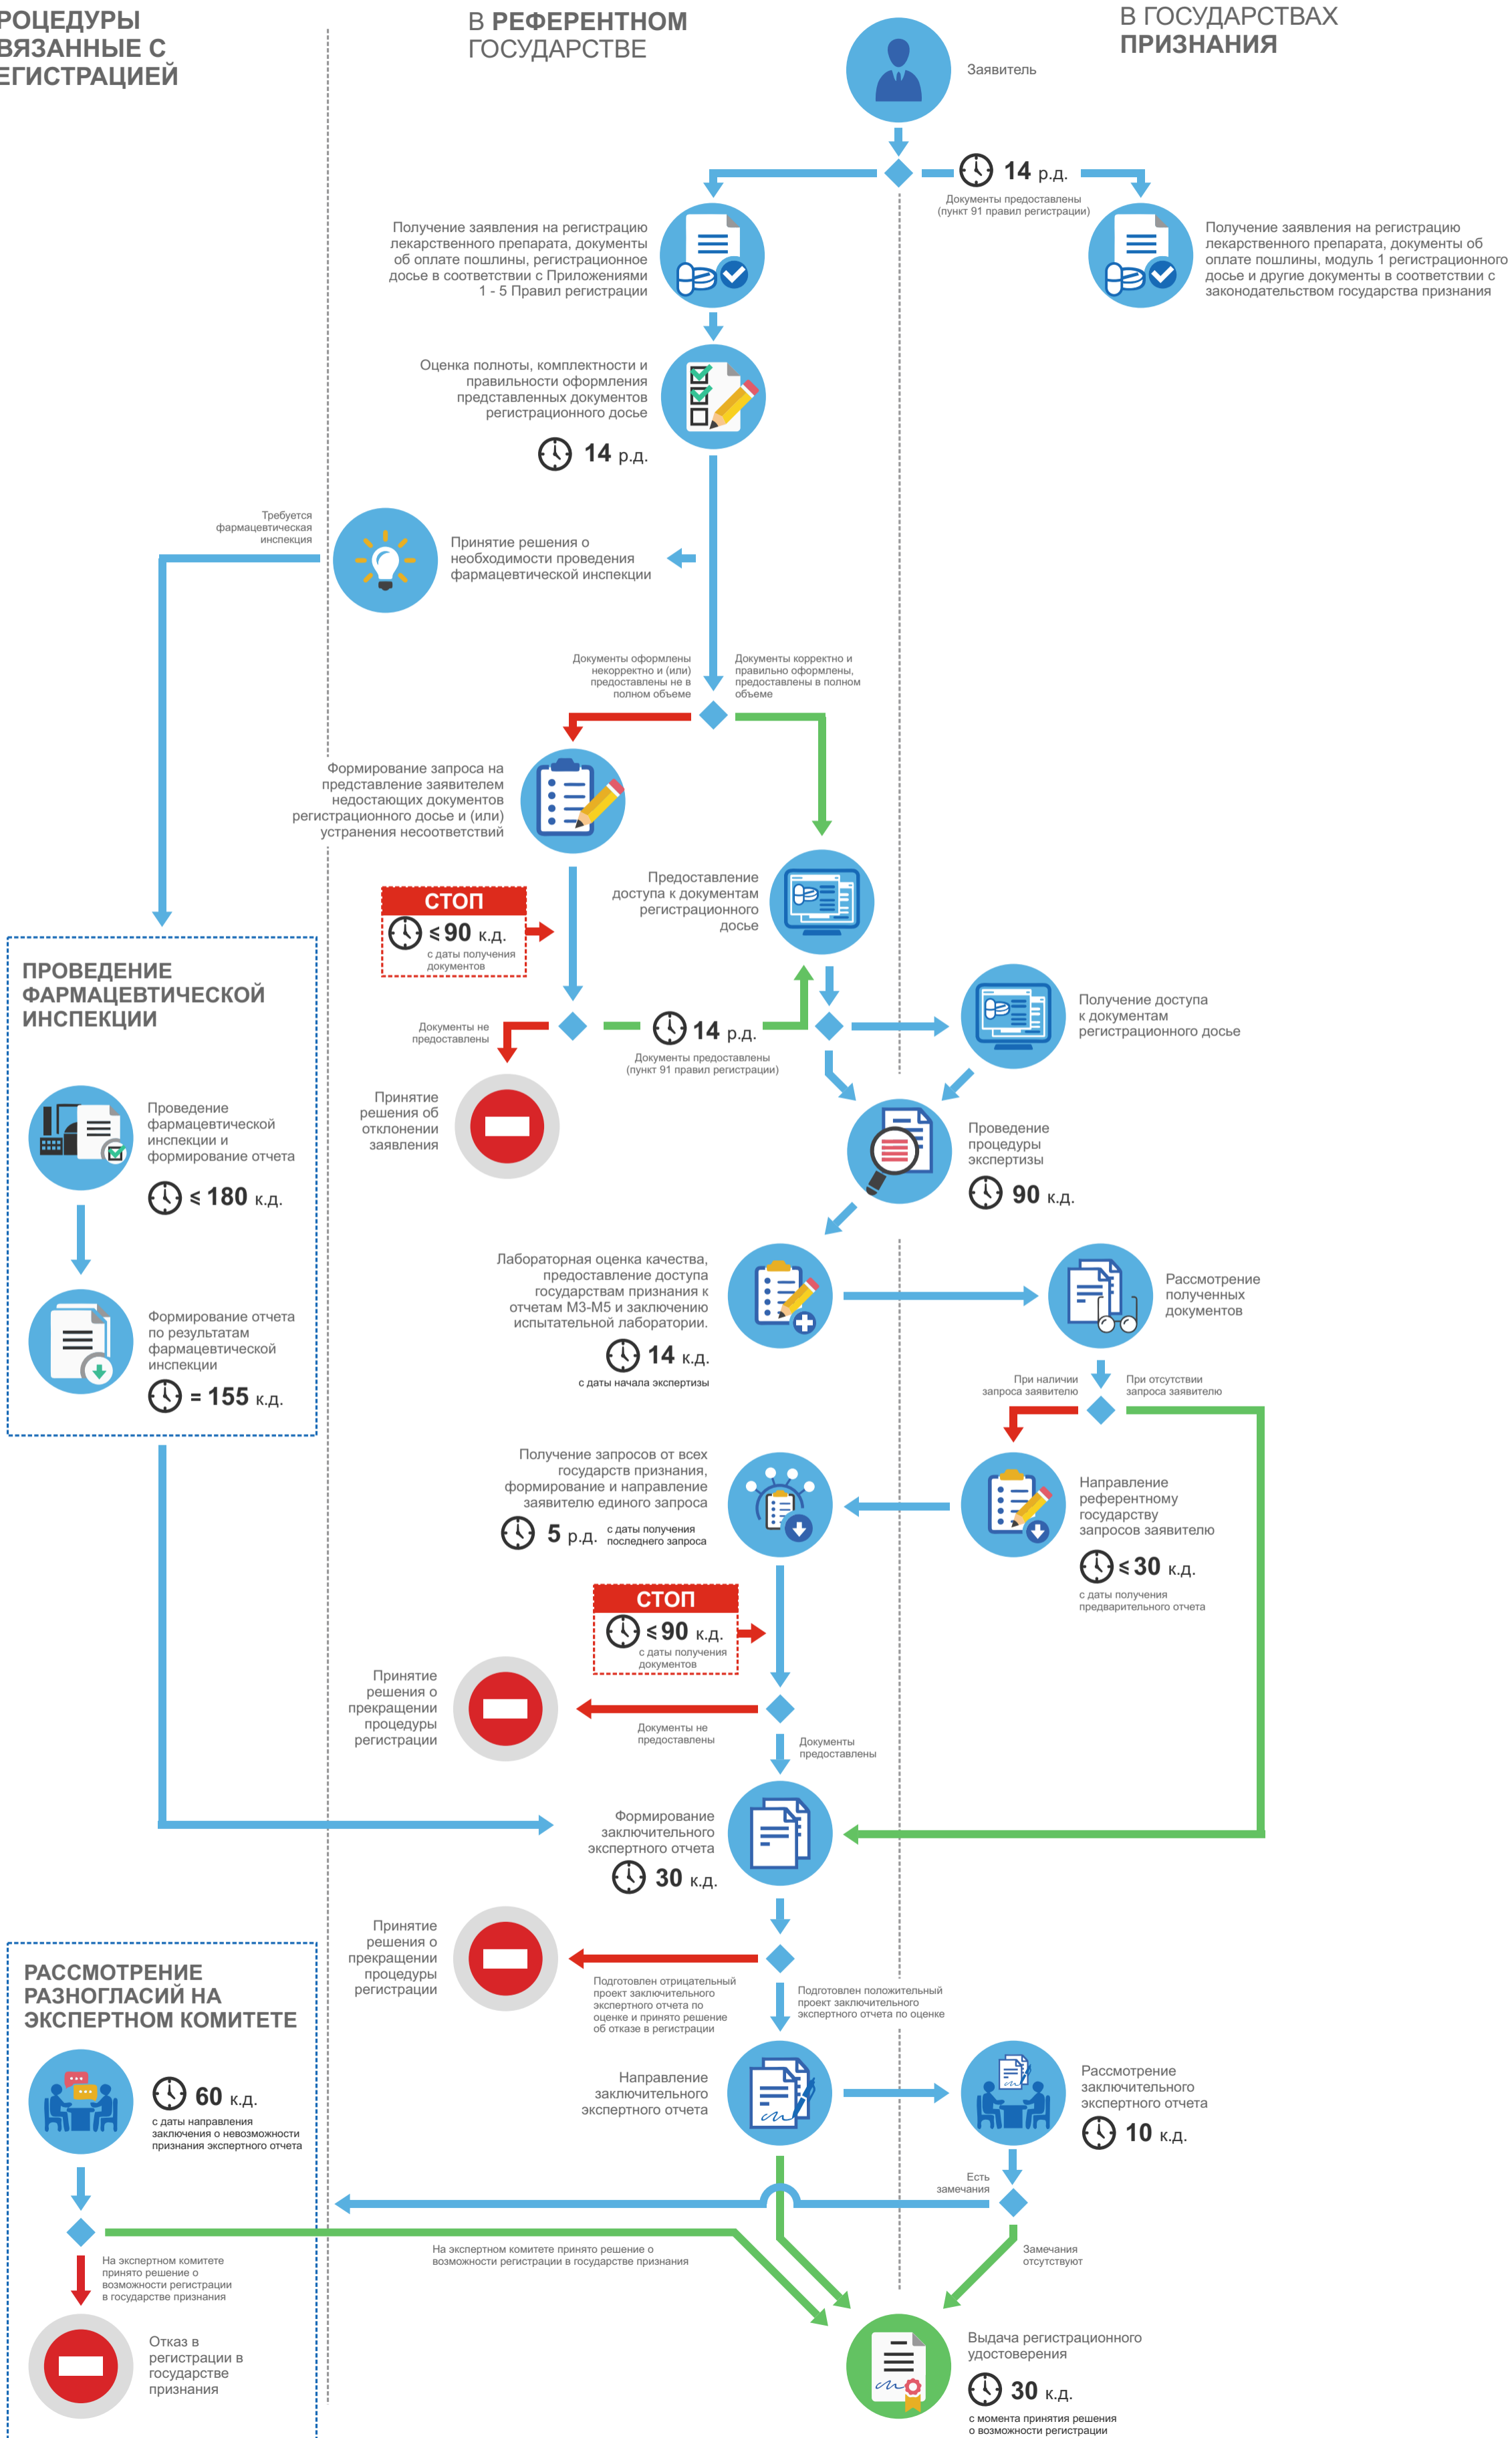 РОЦЕДУРЫ
ВЯЗАННЫЕ С
ЕГИСТРАЦИЕЙ
В РЕФЕРЕНТНОМ
ГОСУДАРСТВЕ
В ГОСУДАРСТВАХ
ПРИЗНАНИЯ
Заявитель
14 р.д.
Документы предоставлены
(пункт 91 правил регистрации)
Получение заявления на регистрацию
лекарственного препарата, документы
об оплате пошлины, регистрационное
досье в соответствии с Приложениями
1 - 5 Правил регистрации
Получение заявления на регистрацию
лекарственного препарата, документы об
оплате пошлины, модуль 1 регистрационного
досье и другие документы в соответствии с
законодательством государства признания
Оценка полноты, комплектности и
правильности оформления
представленных документов
регистрационного досье
14 р.д.
Требуется
фармацевтическая
инспекция
Принятие решения о
необходимости проведения
фармацевтической инспекции
Документы оформлены
некорректно и (или)
предоставлены не в
полном объеме
Документы корректно и
правильно оформлены,
предоставлены в полном
объеме
Формирование запроса на
представление заявителем
недостающих документов
регистрационного досье и (или)
устранения несоответствий
СТОП
≤ 90 к.д.
с даты получения
документов
Предоставление
доступа к документам
регистрационного
досье
Документы не
предоставлены
14 р.д.
Документы предоставлены
(пункт 91 правил регистрации)
Получение доступа
к документам
регистрационного досье
Принятие
решения об
отклонении
заявления
Проведение
процедуры
экспертизы
90 к.д.
ПРОВЕДЕНИЕ
ФАРМАЦЕВТИЧЕСКОЙ
ИНСПЕКЦИИ
Проведение
фармацевтической
инспекции и
формирование отчета
≤ 180 к.д.
Формирование отчета
по результатам
фармацевтической
инспекции
= 155 к.д.
Лабораторная оценка качества,
предоставление доступа
государствам признания к
отчетам М3-М5 и заключению
испытательной лаборатории.
14 к.д.
с даты начала экспертизы
Рассмотрение
полученных
документов
При наличии
запроса заявителю
При отсутствии
запроса заявителю
Получение запросов от всех
государств признания,
формирование и направление
заявителю единого запроса
5 р.д. с даты получения
последнего запроса
Направление
референтному
государству
запросов заявителю
≤ 30 к.д.
с даты получения
предварительного отчета
СТОП
≤ 90 к.д.
с даты получения
документов
Принятие
решения о
прекращении
процедуры
регистрации
Документы не
предоставлены
Документы
предоставлены
Формирование
заключительного
экспертного отчета
30 к.д.
Принятие
решения о
прекращении
процедуры
регистрации
Подготовлен отрицательный
проект заключительного
экспертного отчета по
оценке и принято решение
об отказе в регистрации
Подготовлен положительный
проект заключительного
экспертного отчета по оценке
Направление
заключительного
экспертного отчета
Рассмотрение
заключительного
экспертного отчета
10 к.д.
РАССМОТРЕНИЕ
РАЗНОГЛАСИЙ НА
ЭКСПЕРТНОМ КОМИТЕТЕ
60 к.д.
с даты направления
заключения о невозможности
признания экспертного отчета
Есть
замечания
На экспертном комитете
принято решение о
возможности регистрации
в государстве признания
На экспертном комитете принято решение о
возможности регистрации в государстве признания
Замечания
отсутствуют
Отказ в
регистрации в
государстве
признания
Выдача регистрационного
удостоверения
30 к.д.
с момента принятия решения
о возможности регистрации